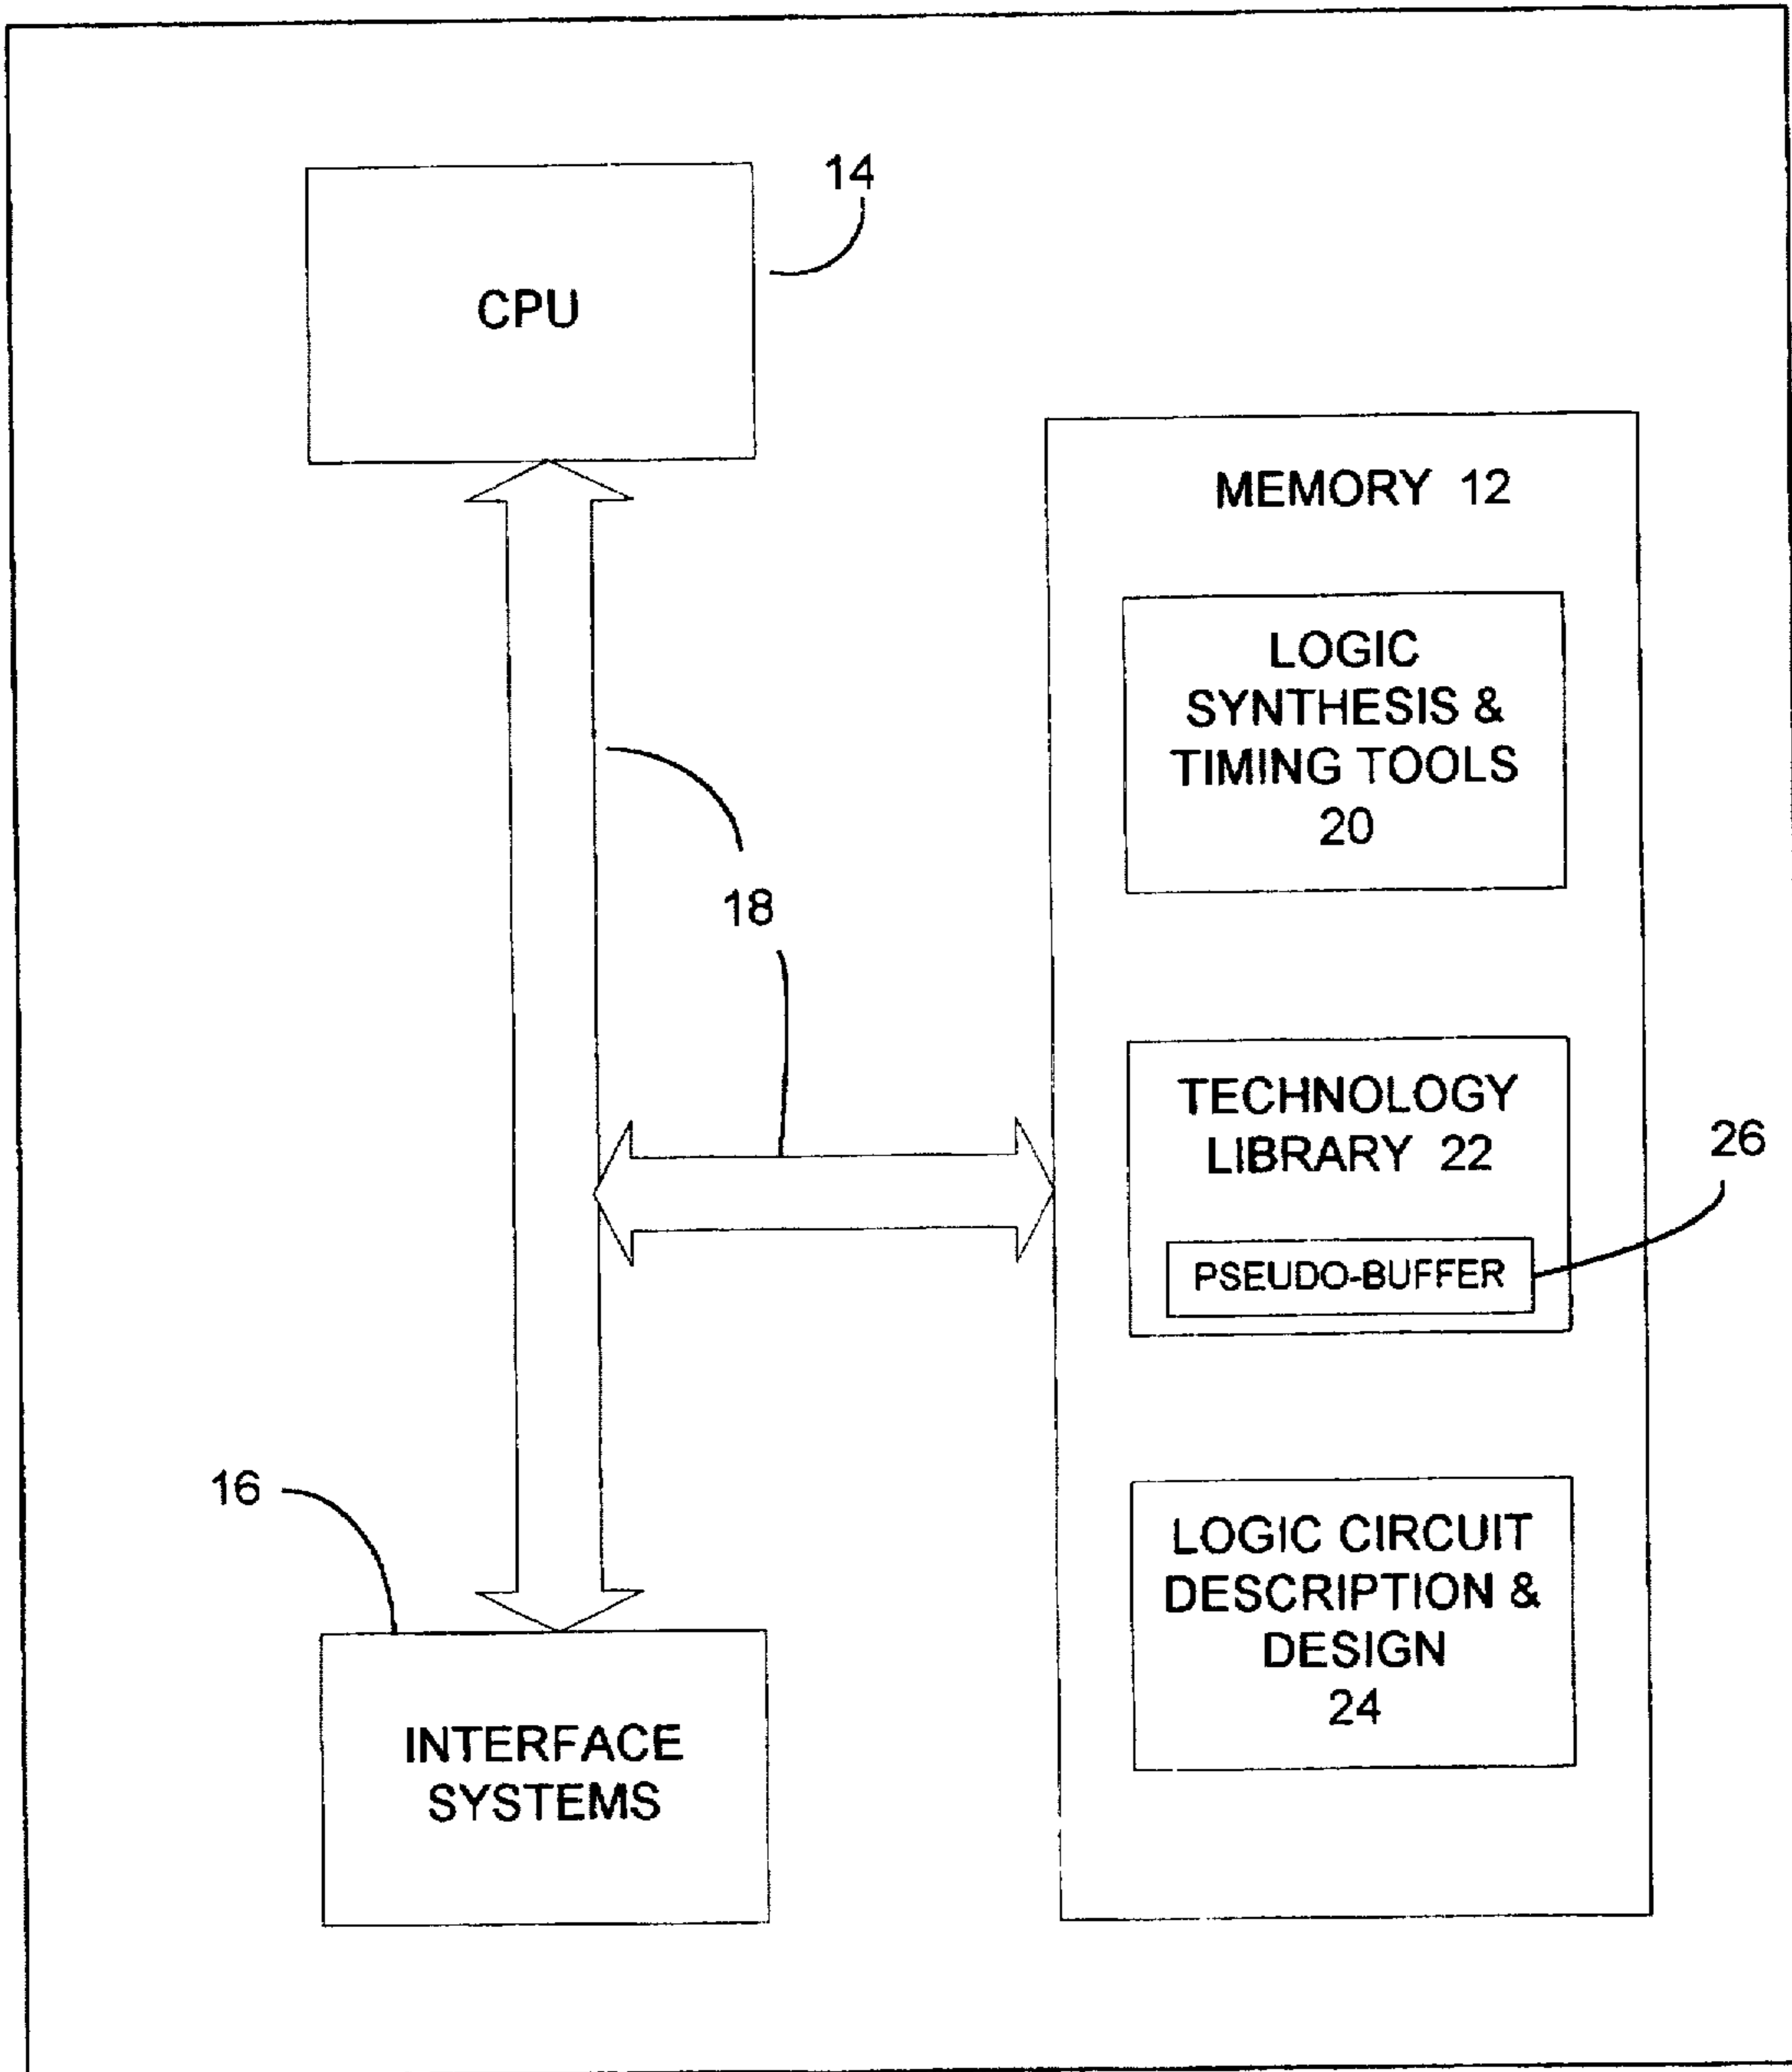 14
CPU
MEMORY 12
LOGIC
SYNTHESIS &
TIMING TOOLS
20
18
TECHNOLOGY
LIBRARY 22
26
PSEUDO-BUFFER
16
LOGIC CIRCUIT
DESCRIPTION &
DESIGN
24
INTERFACE
SYSTEMS